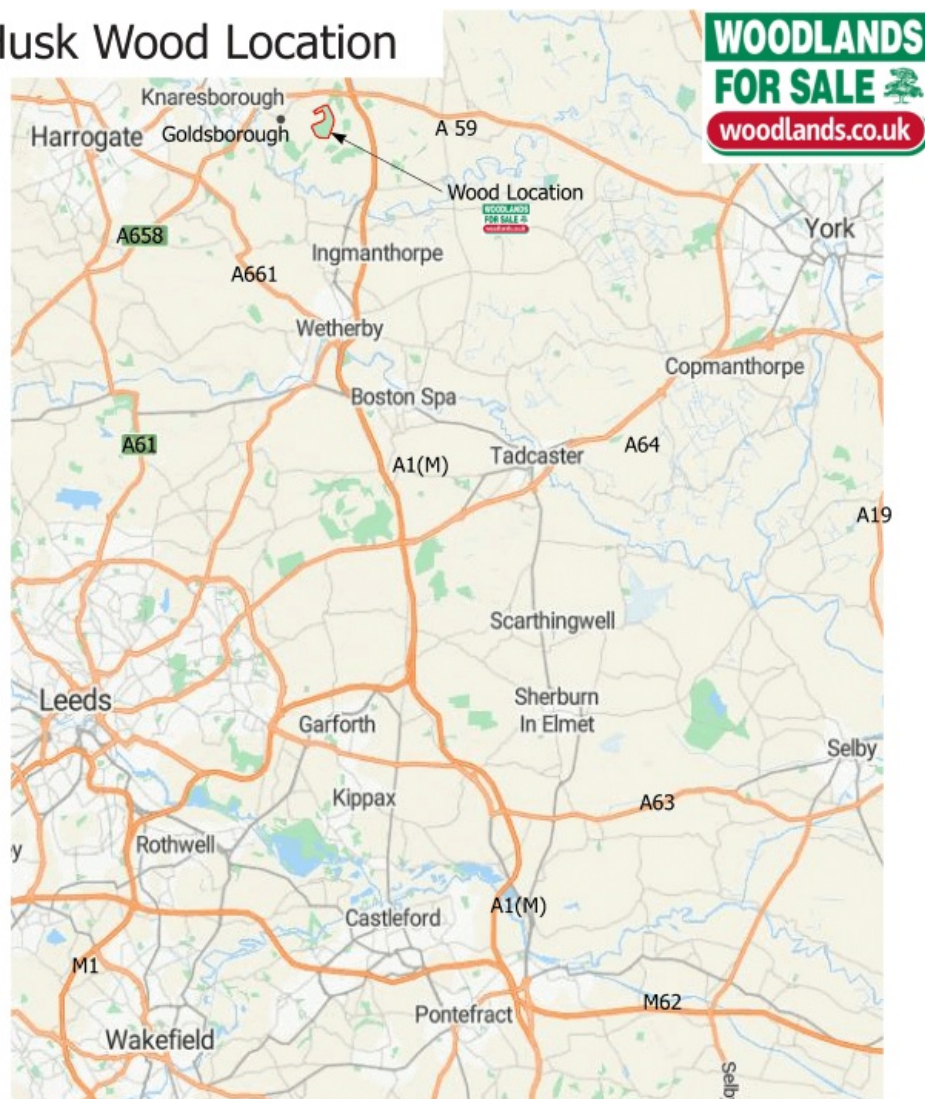 usk Wood Location
WOODLANDS
FOR SALE
woodlands.co.uk
Knaresborough
Harrogate
Goldsborough
A 59
Wood Location
WOODLANDS
FOR SALE
woodlands.co.uk
York
A658
Ingmanthorpe
A661
Wetherby
Copmanthorpe
Boston Spa
A61
A64
Tadcaster
A1(M)
A19
Scarthingwell
Leeds
Sherburn
In Elmet
Garforth
Selby
Kippax
A63
Rothwell
y
A1(M)
Castleford
M1
M62
Pontefract
Wakefield
Selby